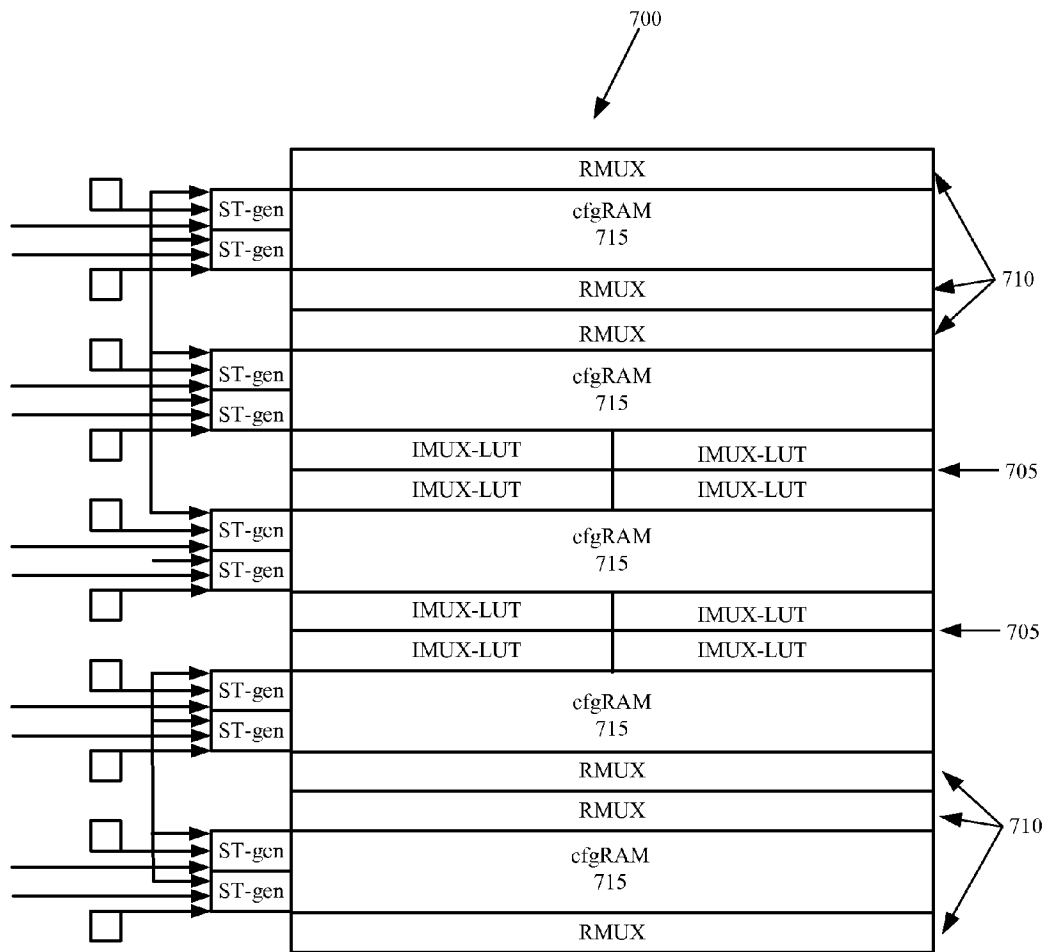 700
RMUX
ST-gen
cfgRAM
715
ST-gen
RMUX
710
RMUX
ST-gen
cfgRAM
715
ST-gen
IMUX-LUT IMUX-LUT
705
IMUX-LUT IMUX-LUT
ST-gen
cfgRAM
715
ST-gen
IMUX-LUT IMUX-LUT
705
IMUX-LUT IMUX-LUT
ST-gen
cfgRAM
715
ST-gen
RMUX
RMUX
710
ST-gen
cfgRAM
715
ST-gen
RMUX